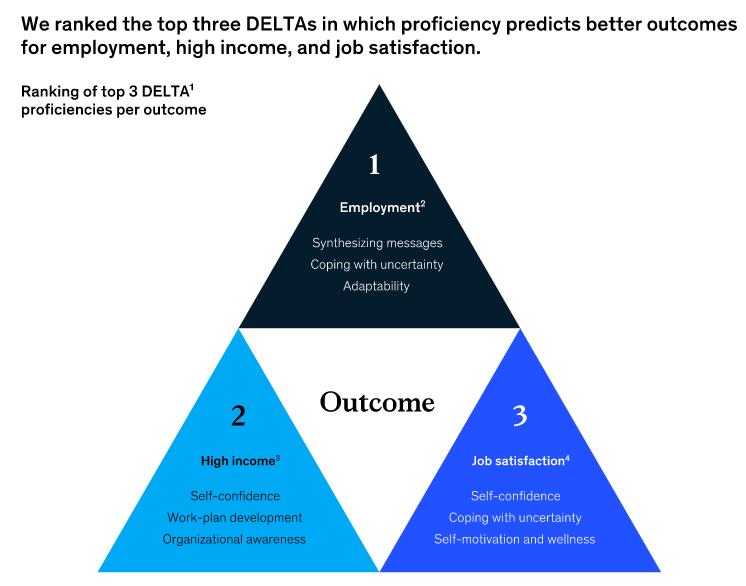 We ranked the top three DELTAs in which proficiency predicts better outcomes
for employment, high income, and job satisfaction.
Ranking of top 3 DELTA¹
proficiencies per outcome
1
Employment²
Synthesizing messages
Coping with uncertainty
Adaptability
Outcome
2
High income³
Self-confidence
Work-plan development
Organizational awareness
3
Job satisfaction⁴
Self-confidence
Coping with uncertainty
Self-motivation and wellness